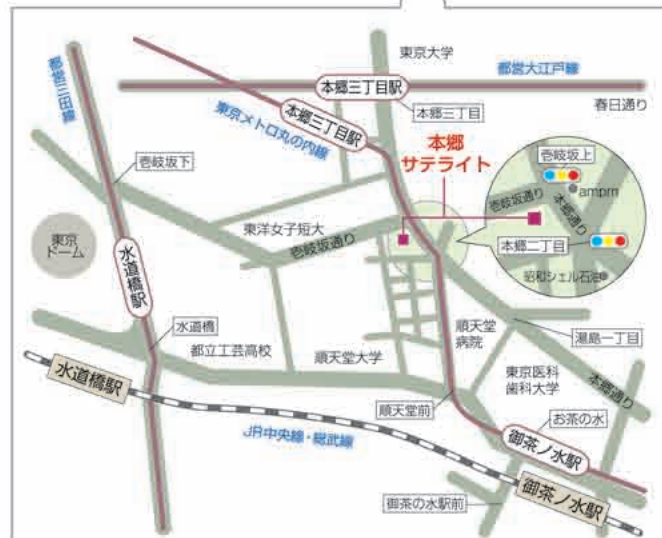 東京大学
都営大江戸線
都営三田線
本郷三丁目駅
本郷三丁目
春日通り
東京メトロ丸の内線
本郷三丁目駅
本郷
サテライト
壱岐坂上
ampm
壱岐坂通り
本郷通り
本郷二丁目
昭和シェル石油
壱岐坂下
東洋女子短大
壱岐坂通り
東京
ドーム
水道橋駅
水道橋
都立工芸高校
順天堂大学
順天堂
病院
湯島一丁目
東京医科
歯科大学
本郷通り
水道橋駅
順天堂前
お茶の水
JR中央線・総武線
御茶ノ水駅
御茶の水駅前
御茶ノ水駅